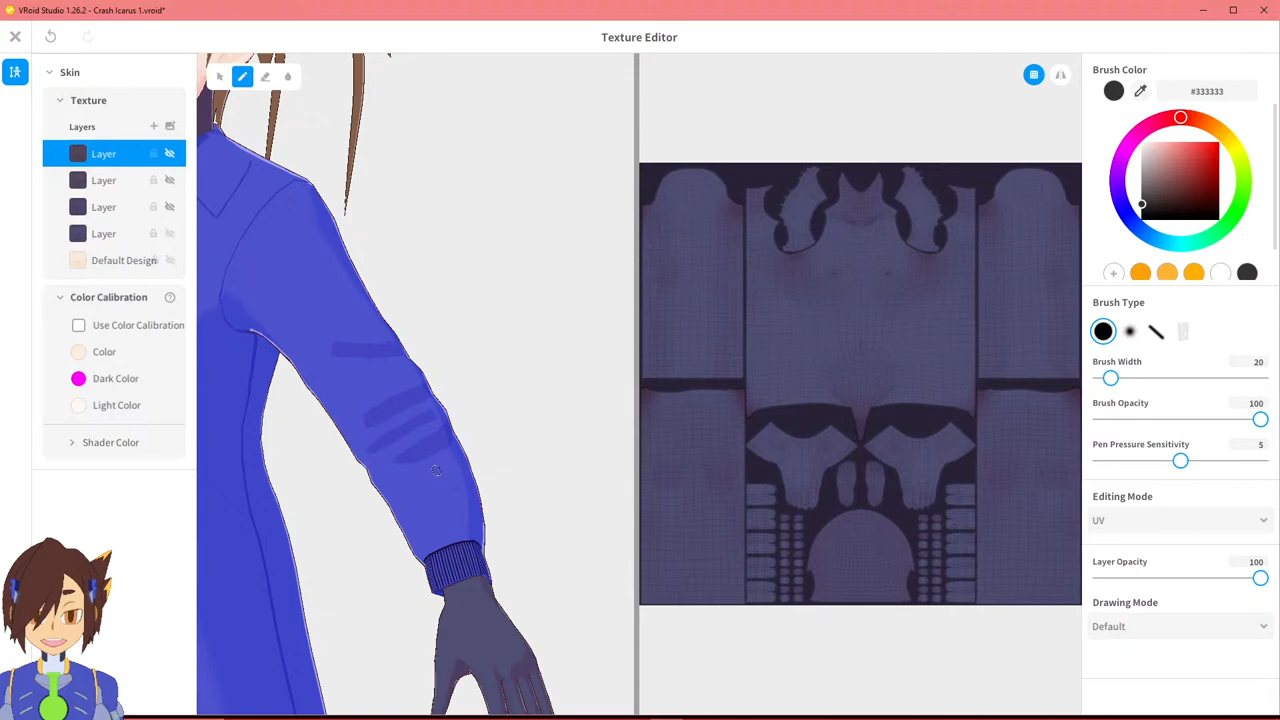 VRoid Studio 1.26.2 - Crash Icarus 1.vroid*
Texture Editor
Skin
Texture
Layers
Layer
Layer
Layer
Layer
Default Design
Color Calibration
Use Color Calibration
Color
Dark Color
Light Color
Shader Color
Brush Color
#333333
Brush Type
Brush Width 20
Brush Opacity 100
Pen Pressure Sensitivity 5
Editing Mode
UV
Layer Opacity 100
Drawing Mode
Default